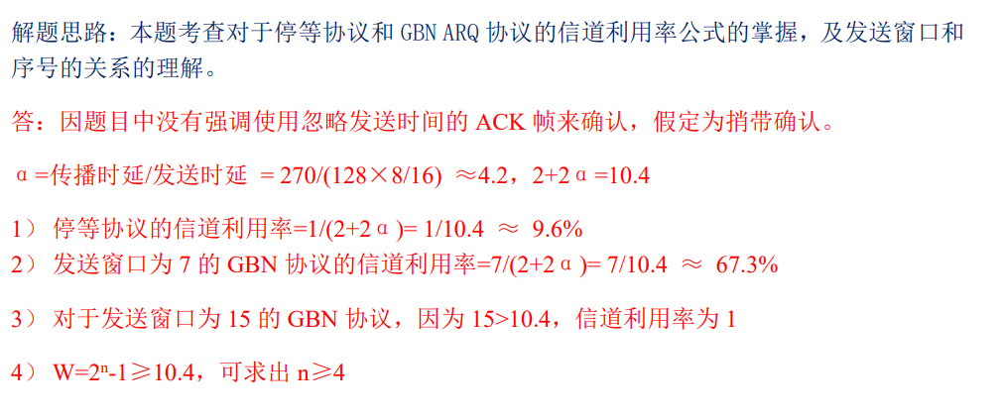 解题思路：本题考查对于停等协议和 GBN ARQ 协议的信道利用率公式的掌握，及发送窗口和
序号的关系的理解。
答：因题目中没有强调使用忽略发送时间的 ACK 帧来确认，假定为捎带确认。
α=传播时延/发送时延 = 270/(128×8/16) ≈4.2，2+2α=10.4
1） 停等协议的信道利用率=1/(2+2α)= 1/10.4 ≈ 9.6%
2） 发送窗口为 7 的 GBN 协议的信道利用率=7/(2+2α)= 7/10.4 ≈ 67.3%
3） 对于发送窗口为 15 的 GBN 协议，因为 15>10.4，信道利用率为 1
4） W=2ⁿ-1≥10.4，可求出 n≥4